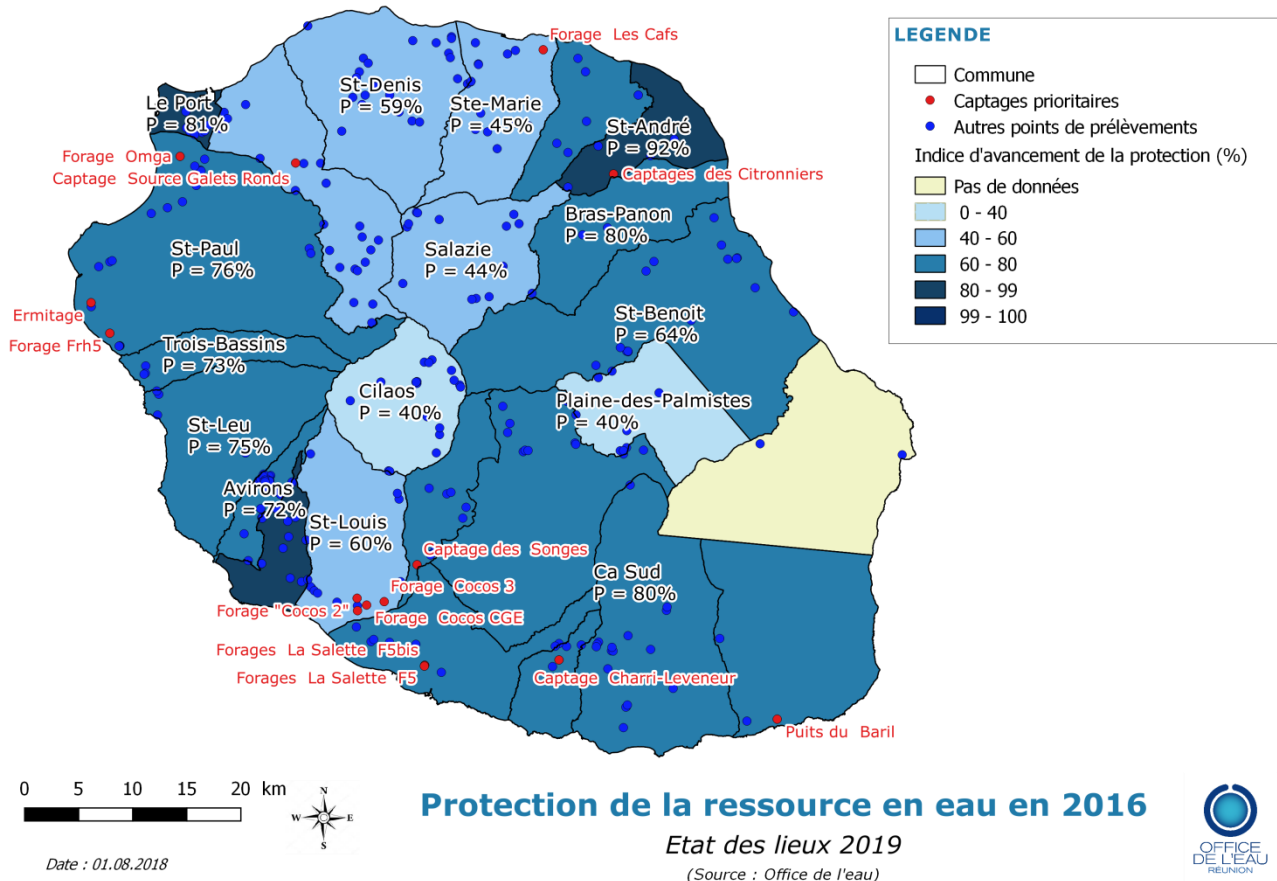 Forage Les Cafs
St-Denis
P = 59%
Le Port
P = 81%
Ste-Marie
P = 45%
St-André
P = 92%
Forage Omga
Captage Source Galets Ronds
Captages des Citronniers
Bras-Panon
P = 80%
St-Paul
P = 76%
Salazie
P = 44%
Ermitage
Forage Frh5
St-Benoit
P = 64%
Trois-Bassins
P = 73%
Cilaos
P = 40%
Plaine-des-Palmistes
P = 40%
St-Leu
P = 75%
Avirons
P = 72%
St-Louis
P = 60%
Captage des Songes
Ca Sud
P = 80%
Forage Cocos 3
Forage "Cocos 2"
Forage Cocos CGE
Forages La Salette F5bis
Forages La Salette F5
Captage Charri-Leveneur
Puits du Baril
LEGENDE
Commune
Captages prioritaires
Autres points de prélèvements
Indice d'avancement de la protection (%)
Pas de données
0 - 40
40 - 60
60 - 80
80 - 99
99 - 100
0 5 10 15 20 km
N
W E
S
Date : 01.08.2018
Protection de la ressource en eau en 2016
Etat des lieux 2019
(Source : Office de l'eau)
OFFICE
DE L'EAU
RÉUNION